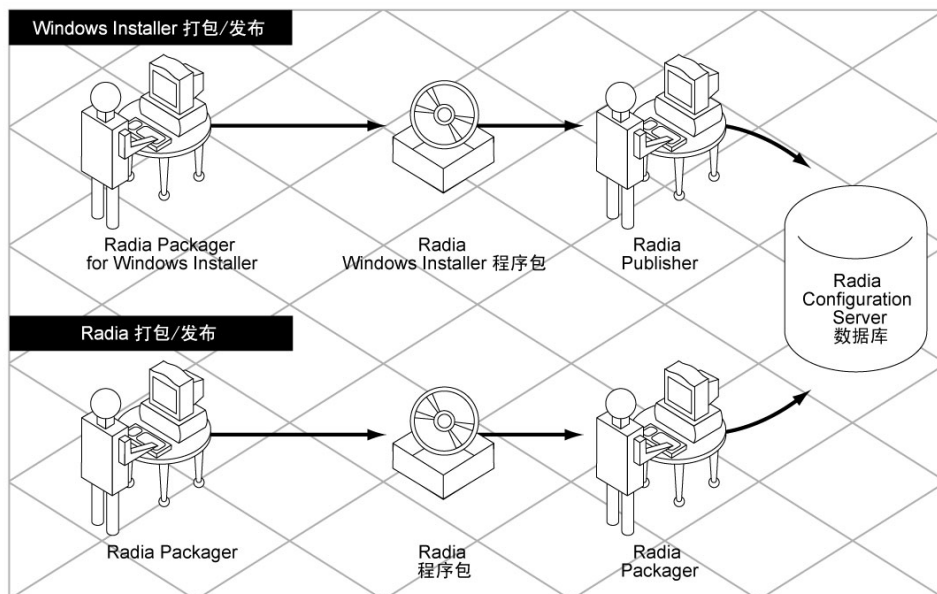 Windows Installer 打包/发布
Radia Packager
for Windows Installer
Radia
Windows Installer 程序包
Radia
Publisher
Radia
Configuration
Server
数据库
Radia 打包/发布
Radia Packager
Radia
程序包
Radia
Packager